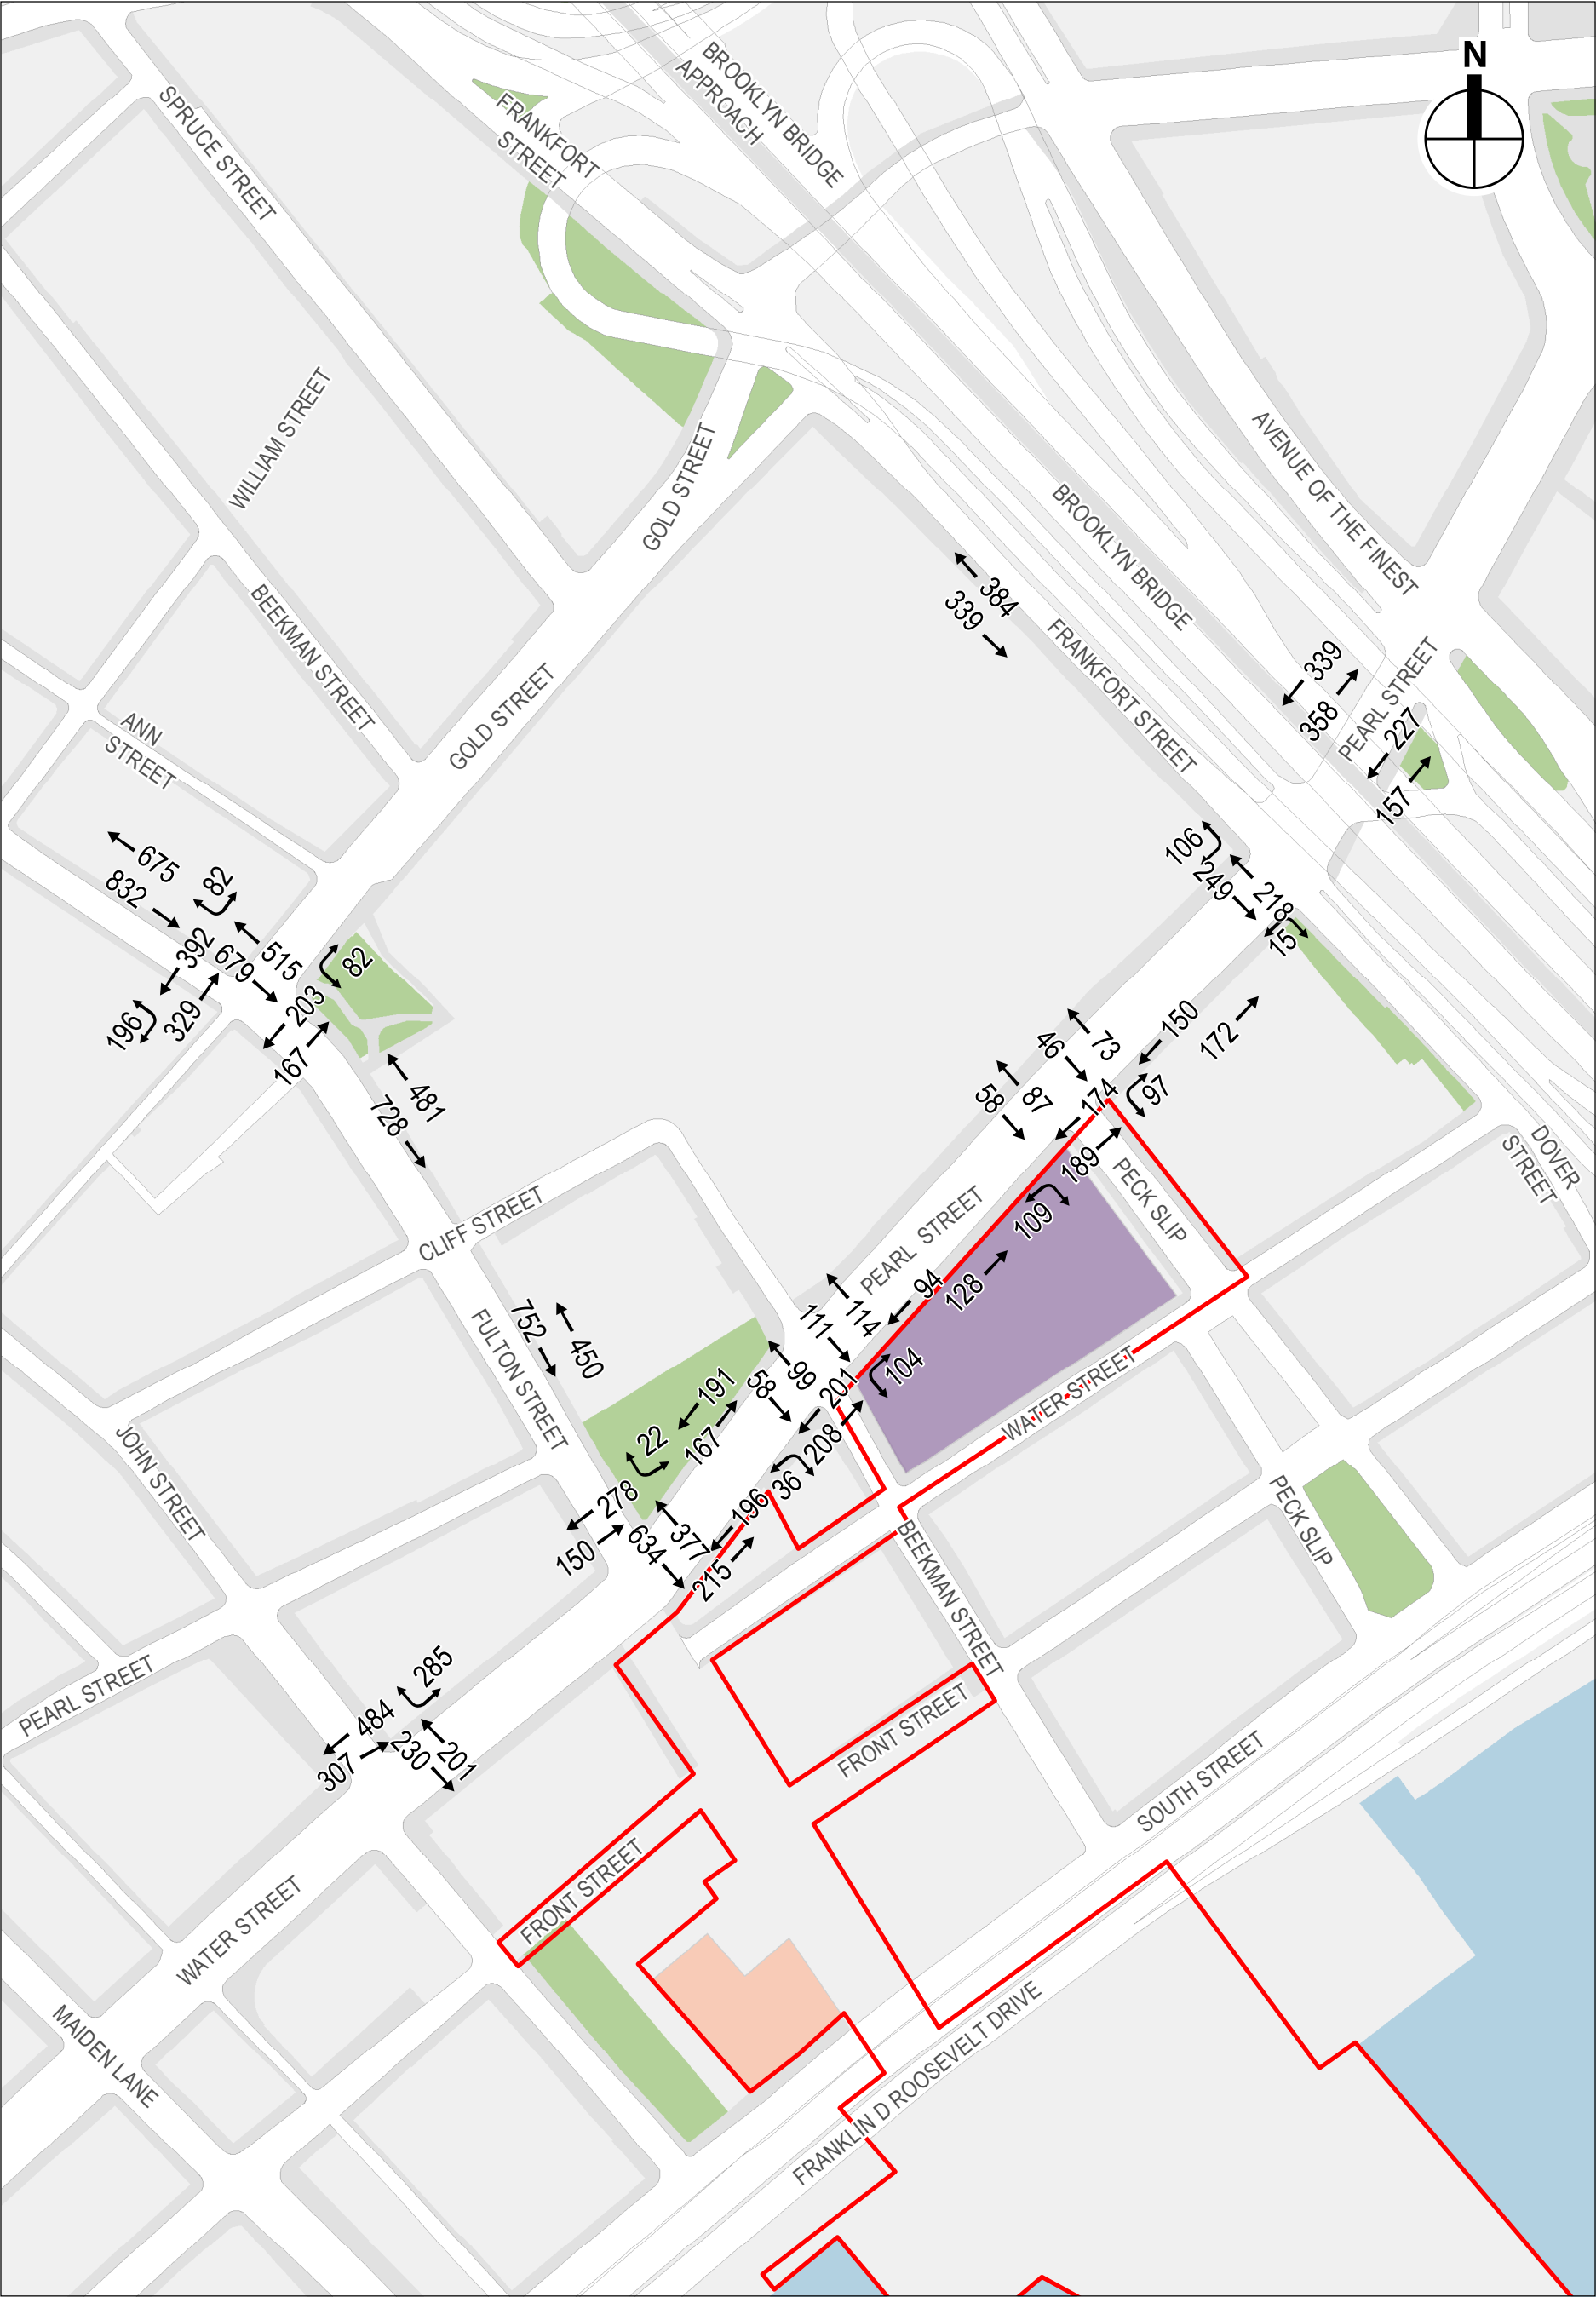 N
BROOKLYN BRIDGE
APPROACH
SPRUCE STREET
FRANKFORT
STREET
WILLIAM STREET
GOLD STREET
AVENUE OF THE FINEST
BROOKLYN BRIDGE
384
339
BEEKMAN STREET
FRANKFORT STREET
339
358
PEARL STREET
227
157
GOLD STREET
ANN
STREET
675
832
82
106
249
218
15
392
679
515
82
196
329
203
167
150
172
46
73
481
728
58
87
174
97
DOVER
STREET
189
PECK SLIP
CLIFF STREET
109
PEARL STREET
94
128
752
450
FULTON STREET
111
114
99
58
201
104
191
22
167
WATER STREET
JOHN STREET
208
36
278
150
196
634
377
215
PECK SLIP
BEEKMAN STREET
285
PEARL STREET
484
307
230
201
FRONT STREET
SOUTH STREET
FRONT STREET
WATER STREET
MAIDEN LANE
FRANKLIN D ROOSEVELT DRIVE